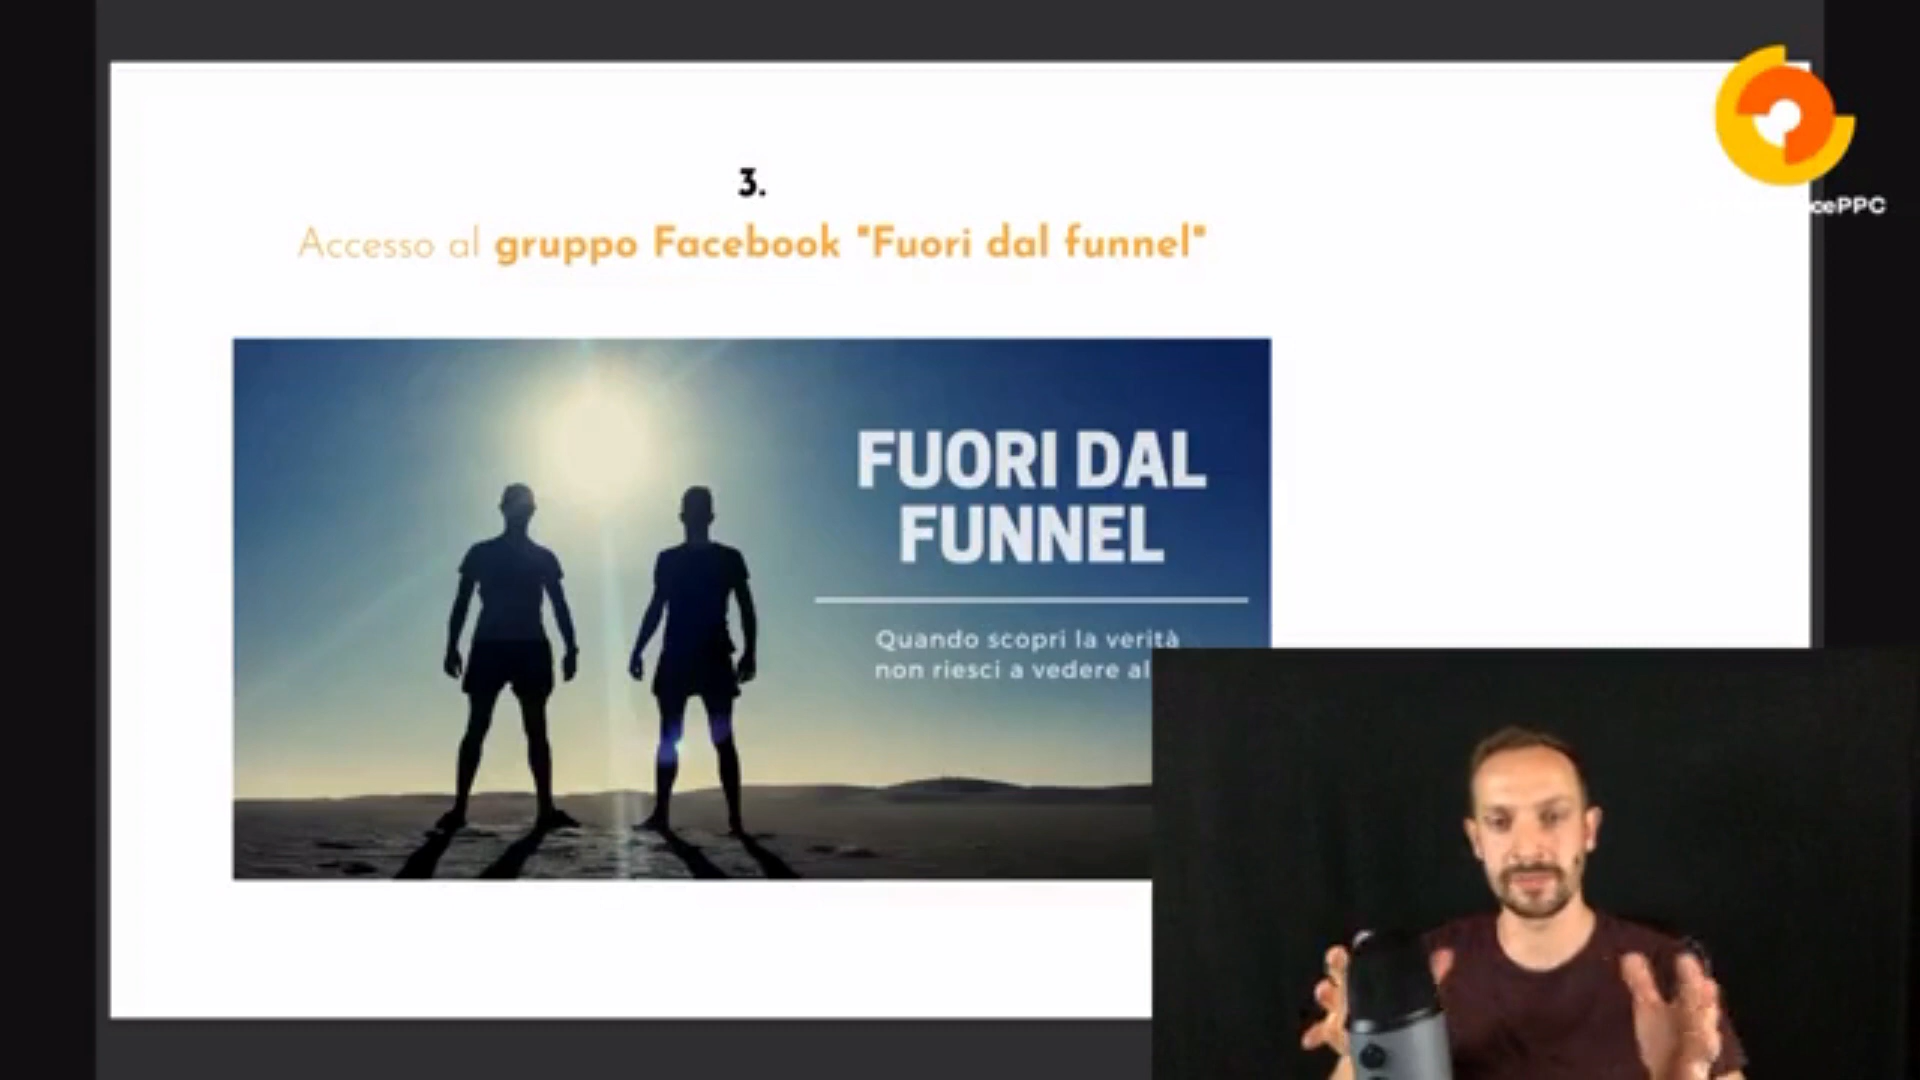 3.
Accesso al gruppo Facebook "Fuori dal funnel"
FUORI DAL
FUNNEL
Quando scopri la verità
non riesci a vedere
cePPC